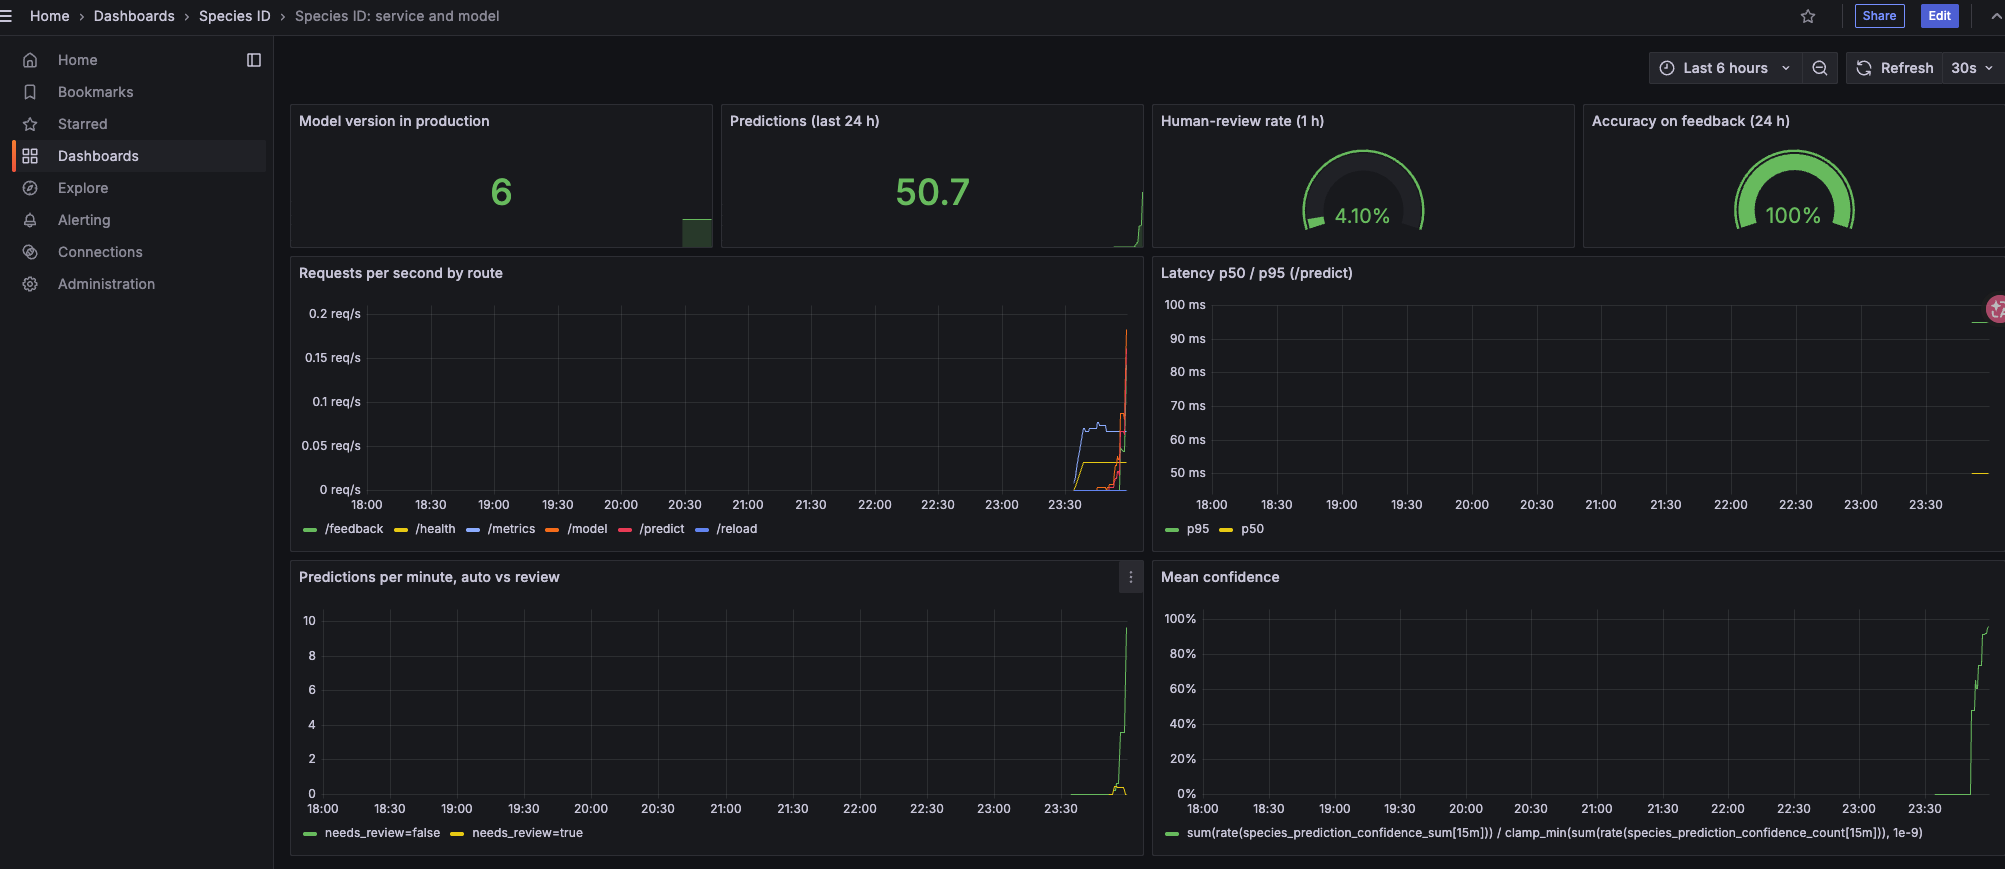 Home › Dashboards › Species ID › Species ID: service and model
Share
Edit
Home
Bookmarks
Starred
Dashboards
Explore
Alerting
Connections
Administration
Last 6 hours
Refresh
30s
Model version in production
6
Predictions (last 24 h)
50.7
Human-review rate (1 h)
4.10%
Accuracy on feedback (24 h)
100%
Requests per second by route
0.2 req/s
0.15 req/s
0.1 req/s
0.05 req/s
0 req/s
18:00 18:30 19:00 19:30 20:00 20:30 21:00 21:30 22:00 22:30 23:00 23:30
/feedback /health /metrics /model /predict /reload
Latency p50 / p95 (/predict)
100 ms
90 ms
80 ms
70 ms
60 ms
50 ms
18:00 18:30 19:00 19:30 20:00 20:30 21:00 21:30 22:00 22:30 23:00 23:30
p95 p50
Predictions per minute, auto vs review
10
8
6
4
2
0
18:00 18:30 19:00 19:30 20:00 20:30 21:00 21:30 22:00 22:30 23:00 23:30
needs_review=false needs_review=true
Mean confidence
100%
80%
60%
40%
20%
0%
18:00 18:30 19:00 19:30 20:00 20:30 21:00 21:30 22:00 22:30 23:00 23:30
sum(rate(species_prediction_confidence_sum[15m])) / clamp_min(sum(rate(species_prediction_confidence_count[15m])), 1e-9)